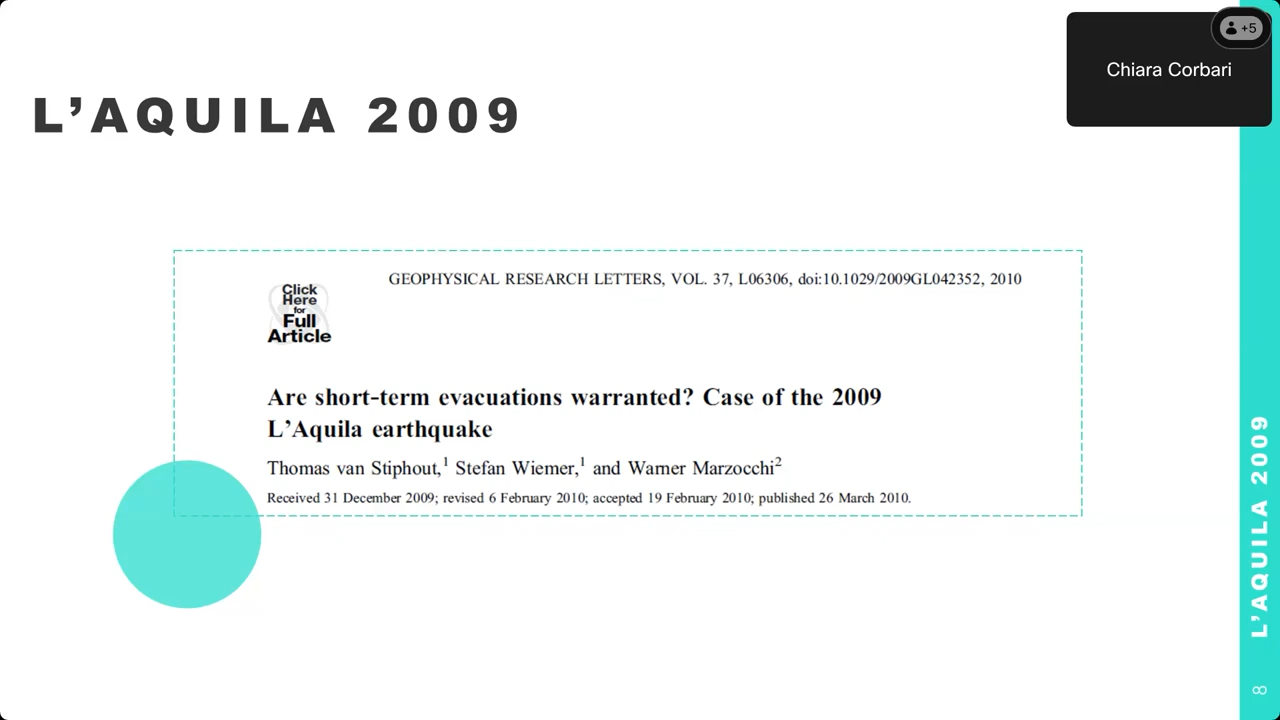 +5
Chiara Corbari
L’AQUILA 2009
GEOPHYSICAL RESEARCH LETTERS, VOL. 37, L06306, doi:10.1029/2009GL042352, 2010
Click
Here
for
Full
Article
Are short-term evacuations warranted? Case of the 2009
L’Aquila earthquake
Thomas van Stiphout,1 Stefan Wiemer,1 and Warner Marzocchi2
Received 31 December 2009; revised 6 February 2010; accepted 19 February 2010; published 26 March 2010.
L’AQUILA 2009
8